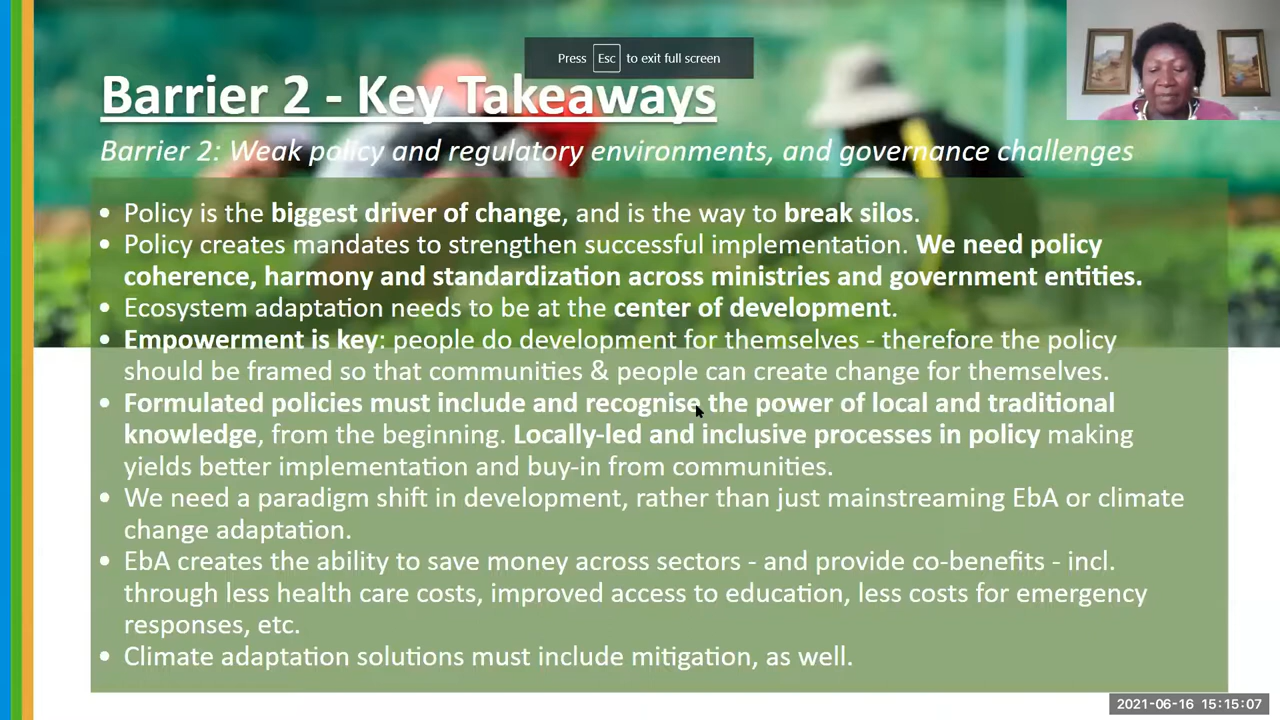 Press Esc to exit full screen
Barrier 2 - Key Takeaways
Barrier 2: Weak policy and regulatory environments, and governance challenges
• Policy is the biggest driver of change, and is the way to break silos.
• Policy creates mandates to strengthen successful implementation. We need policy
coherence, harmony and standardization across ministries and government entities.
• Ecosystem adaptation needs to be at the center of development.
• Empowerment is key: people do development for themselves - therefore the policy
should be framed so that communities & people can create change for themselves.
• Formulated policies must include and recognise the power of local and traditional
knowledge, from the beginning. Locally-led and inclusive processes in policy making
yields better implementation and buy-in from communities.
• We need a paradigm shift in development, rather than just mainstreaming EbA or climate
change adaptation.
• EbA creates the ability to save money across sectors - and provide co-benefits - incl.
through less health care costs, improved access to education, less costs for emergency
responses, etc.
• Climate adaptation solutions must include mitigation, as well.
2021-06-16 15:15:07